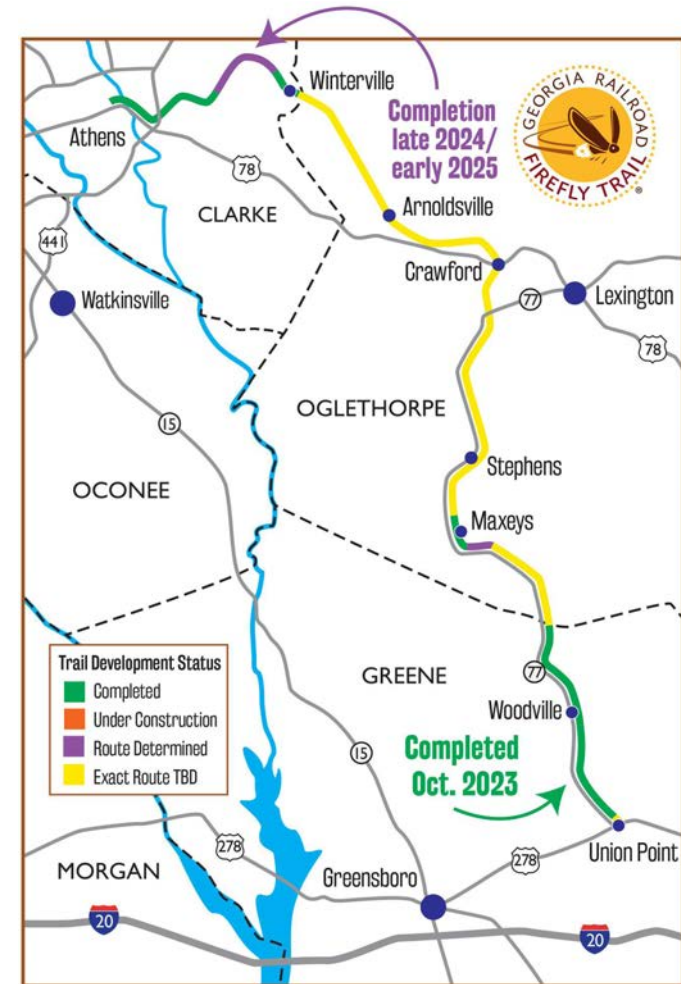 GEORGIA RAILROAD
FIREFLY TRAIL
®
Winterville
Completion
late 2024/
early 2025
Athens
78
CLARKE
Arnoldsville
441
Crawford
Watkinsville
77
Lexington
78
OGLETHORPE
15
Stephens
OCONEE
Maxeys
Trail Development Status
Completed
Under Construction
Route Determined
Exact Route TBD
GREENE
77
Woodville
15
Completed
Oct. 2023
278
Union Point
MORGAN
Greensboro
278
20
20